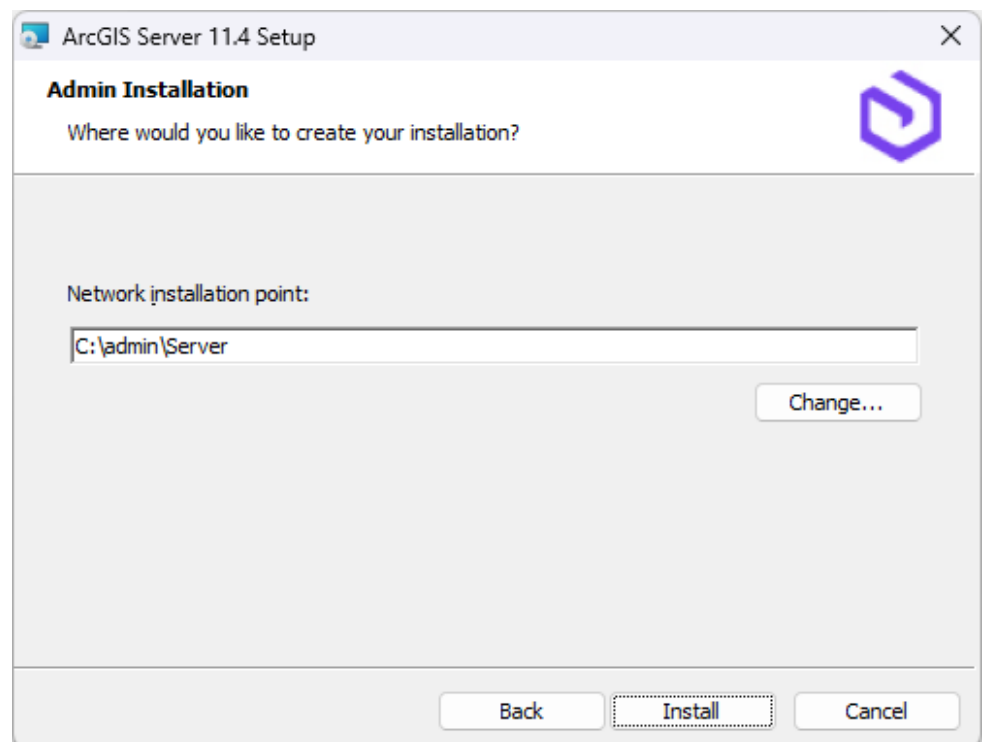 ArcGIS Server 11.4 Setup
Admin Installation
Where would you like to create your installation?
Network installation point:
C:\admin\Server
Change...
Back Install Cancel